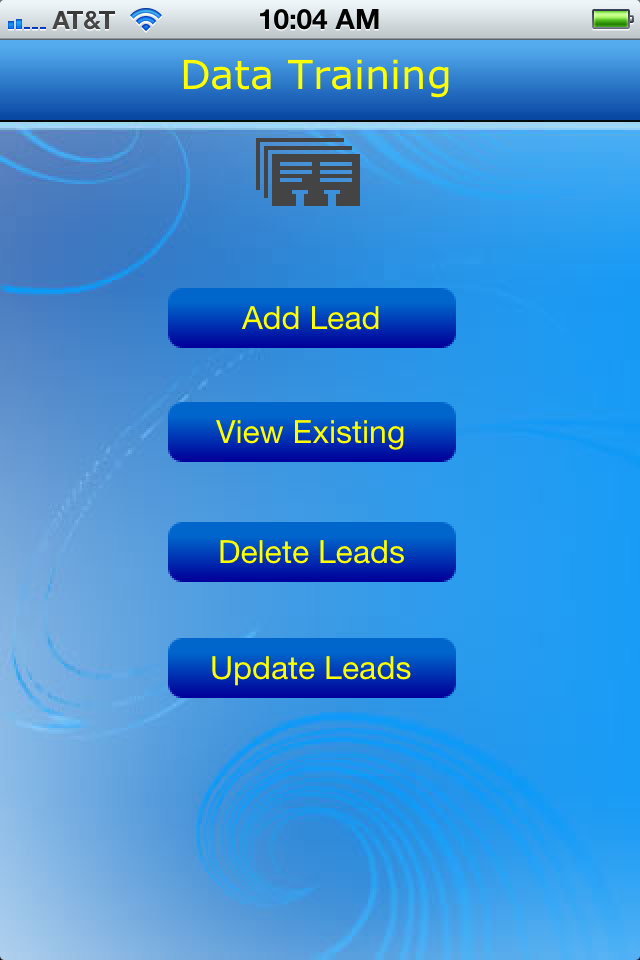 AT&T 10:04 AM
Data Training
Add Lead
View Existing
Delete Leads
Update Leads